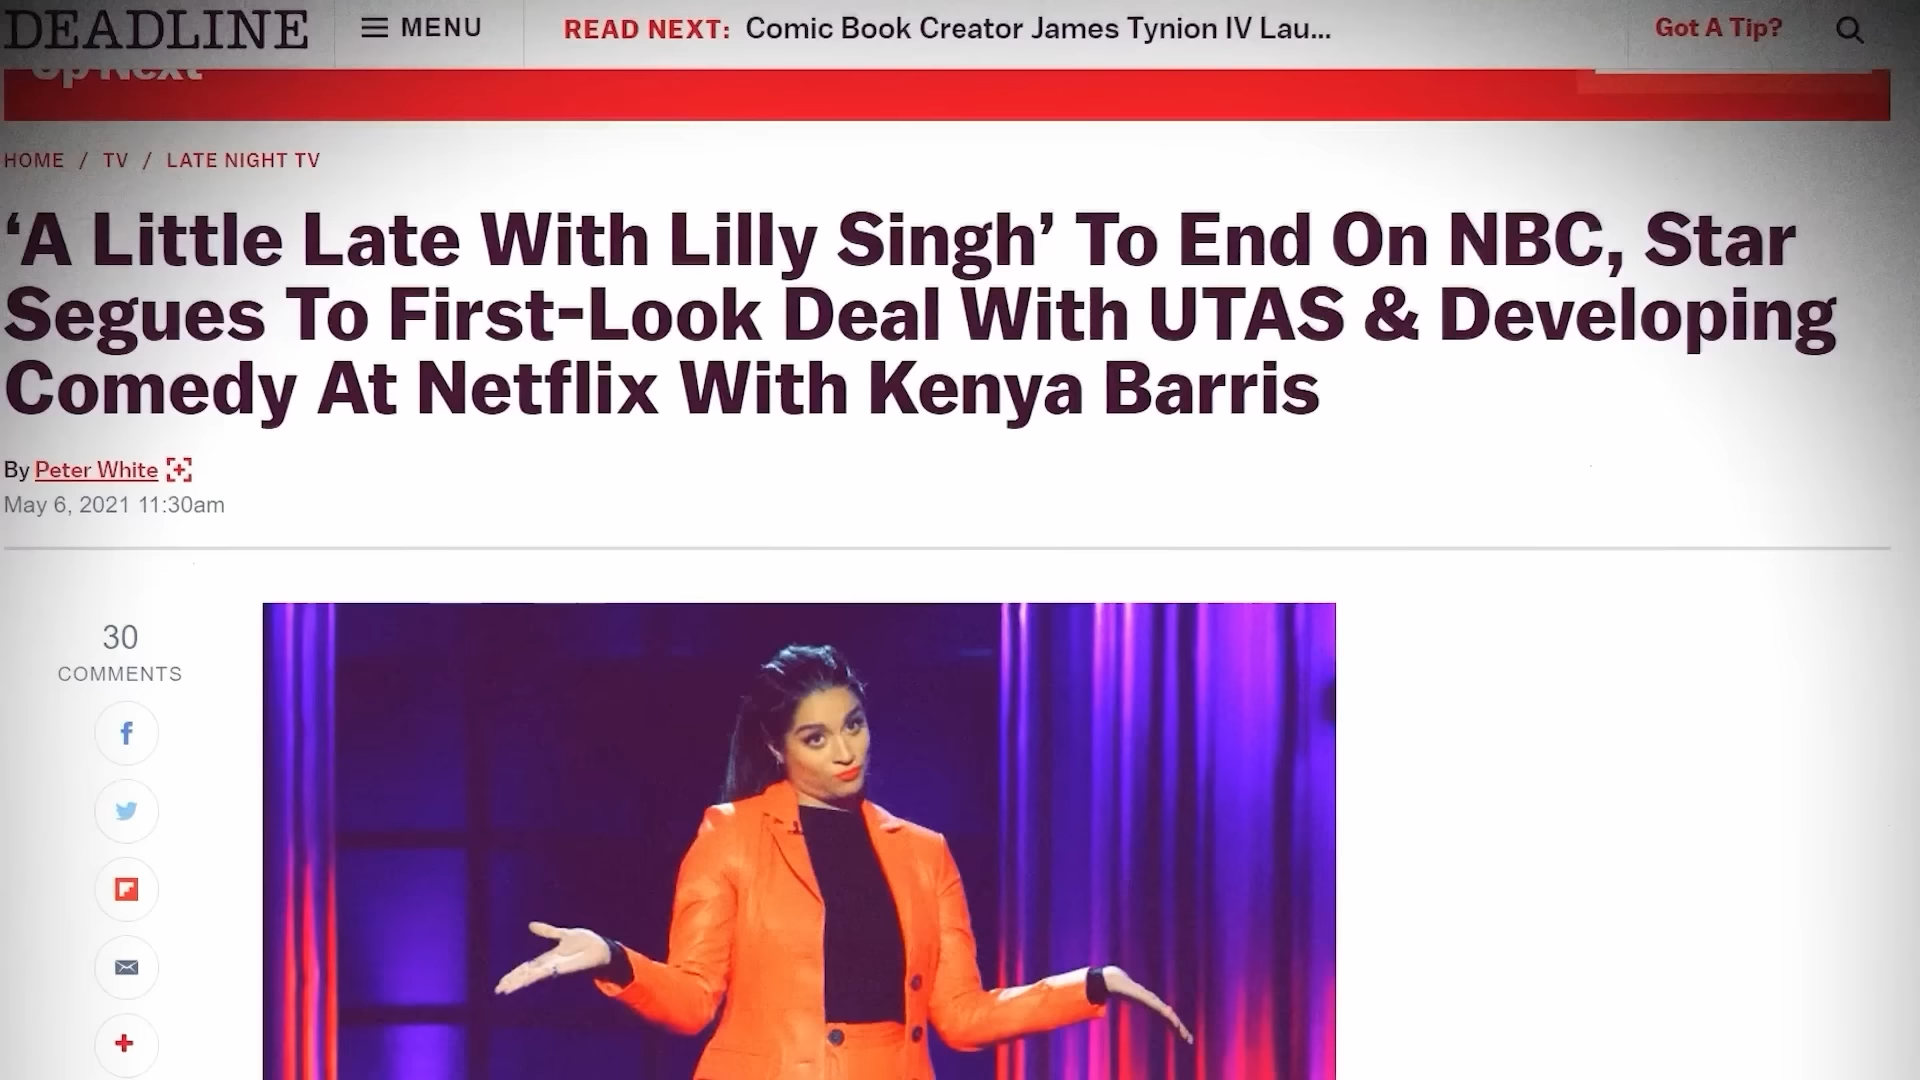 DEADLINE
MENU
READ NEXT: Comic Book Creator James Tynion IV Lau...
Got A Tip?
Up Next
HOME / TV / LATE NIGHT TV
‘A Little Late With Lilly Singh’ To End On NBC, Star
Segues To First-Look Deal With UTAS & Developing
Comedy At Netflix With Kenya Barris
By Peter White
May 6, 2021 11:30am
30
COMMENTS